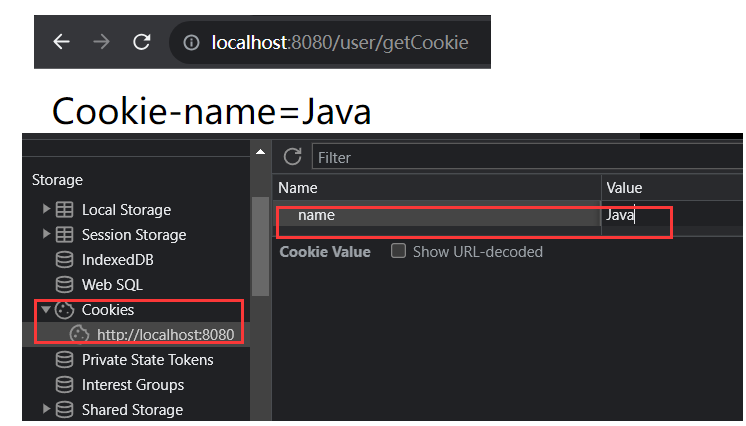 localhost:8080/user/getCookie
Cookie-name=Java
Filter
Storage
Name Value
Local Storage
name Java
Session Storage
IndexedDB
Cookie Value Show URL-decoded
Web SQL
Cookies
http://localhost:8080
Private State Tokens
Interest Groups
Shared Storage